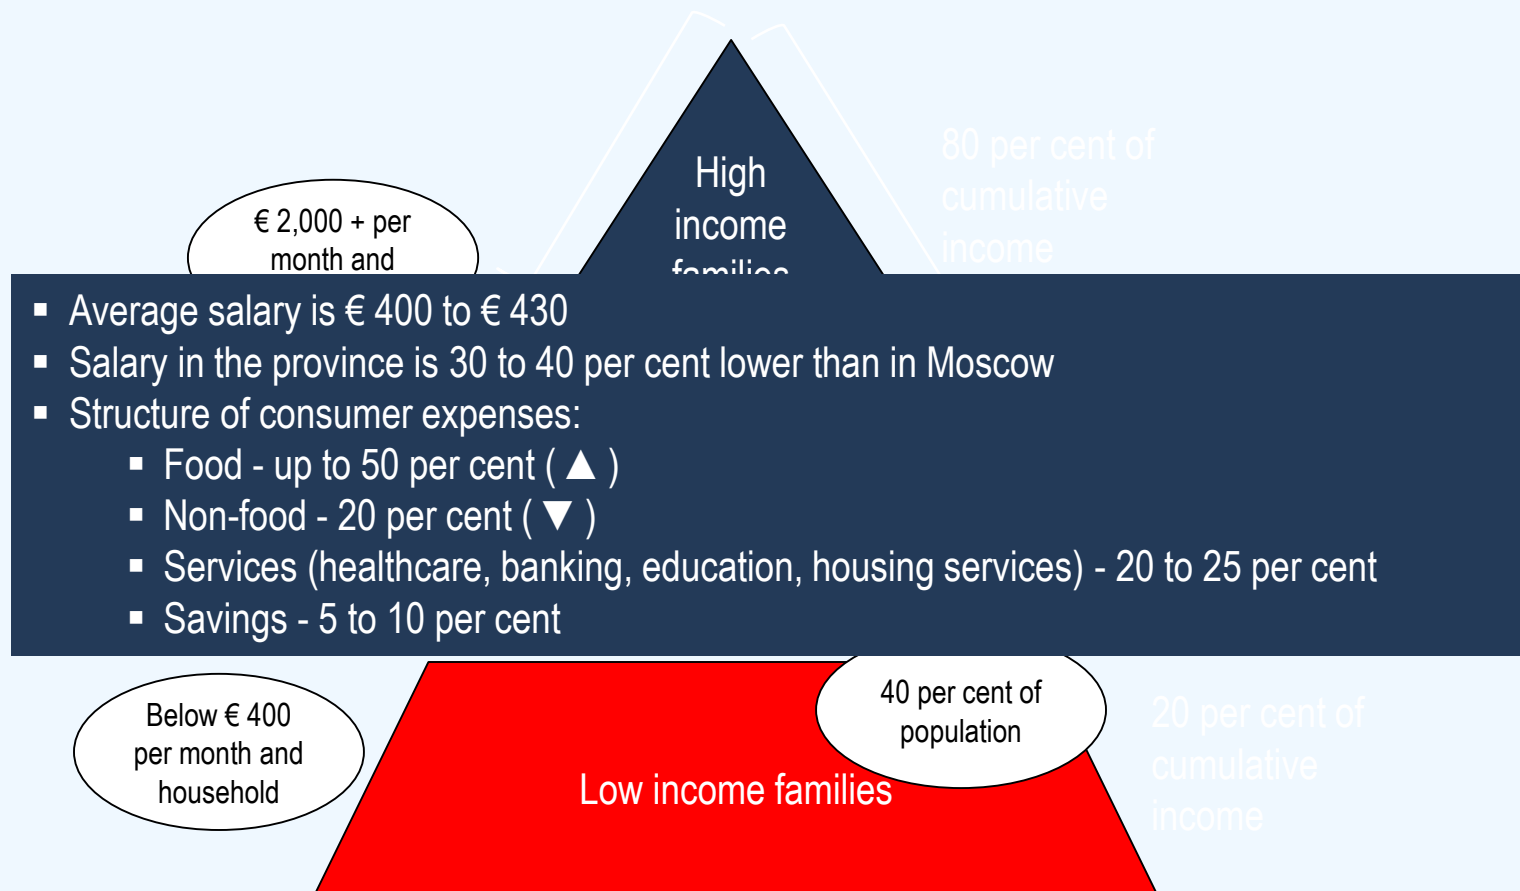 80 per cent of
cumulative
income
High
income
families
€ 2,000 + per
month and
▪ Average salary is € 400 to € 430
▪ Salary in the province is 30 to 40 per cent lower than in Moscow
▪ Structure of consumer expenses:
▪ Food - up to 50 per cent ( ▲ )
▪ Non-food - 20 per cent ( ▼ )
▪ Services (healthcare, banking, education, housing services) - 20 to 25 per cent
▪ Savings - 5 to 10 per cent
Below € 400
per month and
household
40 per cent of
population
Low income families
20 per cent of
cumulative
income